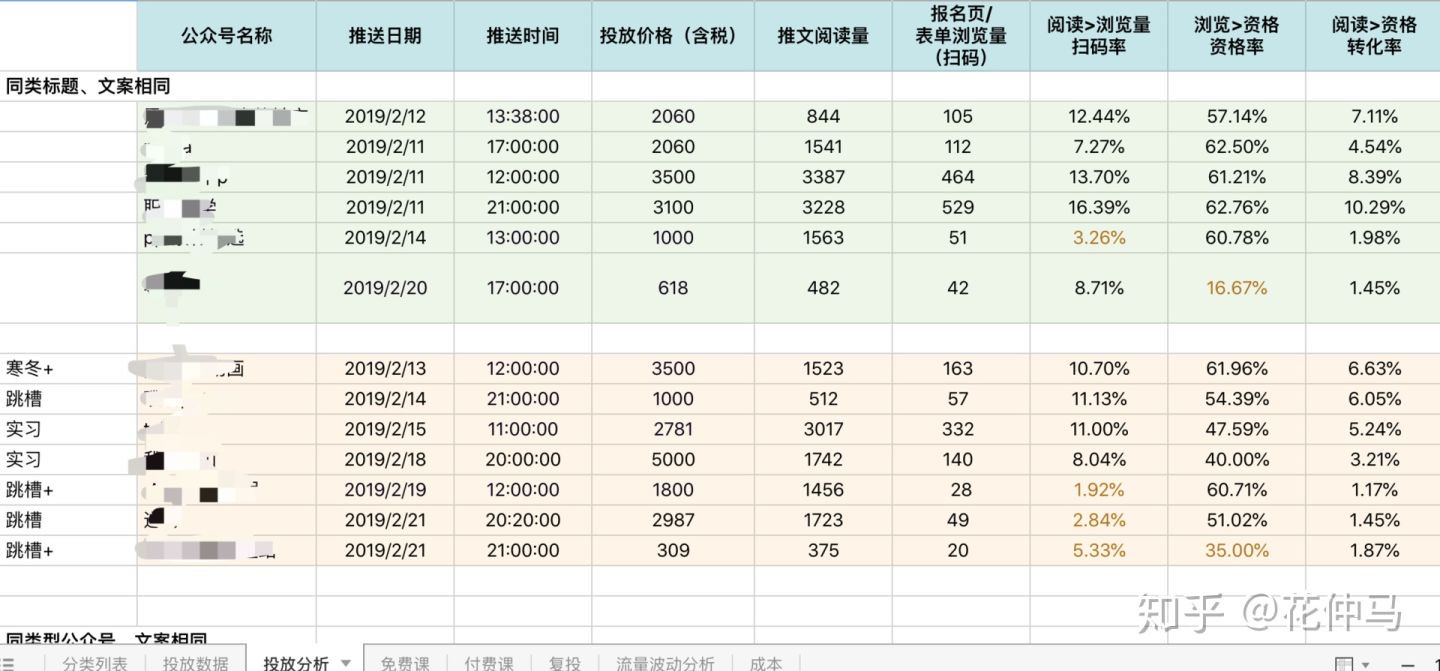 公众号名称 推送日期 推送时间 投放价格（含税） 推文阅读量 报名页/表单浏览量（扫码） 阅读>浏览量扫码率 浏览>资格资格率 阅读>资格转化率
同类标题、文案相同
2019/2/12 13:38:00 2060 844 105 12.44% 57.14% 7.11%
2019/2/11 17:00:00 2060 1541 112 7.27% 62.50% 4.54%
2019/2/11 12:00:00 3500 3387 464 13.70% 61.21% 8.39%
2019/2/11 21:00:00 3100 3228 529 16.39% 62.76% 10.29%
2019/2/14 13:00:00 1000 1563 51 3.26% 60.78% 1.98%
2019/2/20 17:00:00 618 482 42 8.71% 16.67% 1.45%
寒冬+ 2019/2/13 12:00:00 3500 1523 163 10.70% 61.96% 6.63%
跳槽 2019/2/14 21:00:00 1000 512 57 11.13% 54.39% 6.05%
实习 2019/2/15 11:00:00 2781 3017 332 11.00% 47.59% 5.24%
实习 2019/2/18 20:00:00 5000 1742 140 8.04% 40.00% 3.21%
跳槽+ 2019/2/19 12:00:00 1800 1456 28 1.92% 60.71% 1.17%
跳槽 2019/2/21 20:20:00 2987 1723 49 2.84% 51.02% 1.45%
跳槽+ 2019/2/21 21:00:00 309 375 20 5.33% 35.00% 1.87%
同类型公众号、文案相同
知乎 @花仲马
分类列表 投放数据 投放分析 免费课 付费课 复投 流量波动分析 成本